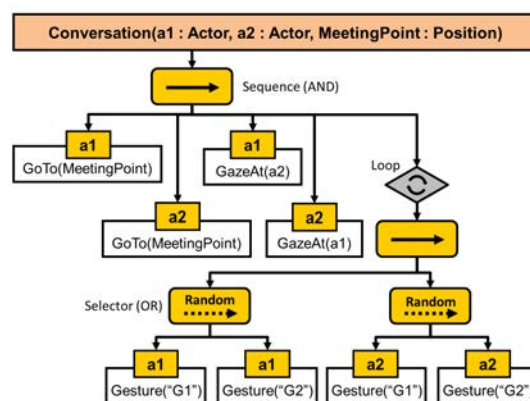 Conversation(a1 : Actor, a2 : Actor, MeetingPoint : Position)
Sequence (AND)
a1
GoTo(MeetingPoint)
a2
GoTo(MeetingPoint)
a1
GazeAt(a2)
a2
GazeAt(a1)
Loop
Selector (OR)
Random
Random
a1
Gesture("G1")
a1
Gesture("G2")
a2
Gesture("G1")
a2
Gesture("G2")